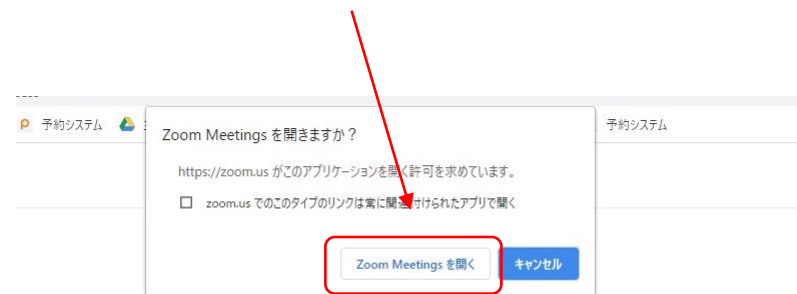 予約システム
予約システム
Zoom Meetings を開きますか？
https://zoom.us がこのアプリケーションを開く許可を求めています。
zoom.us でのこのタイプのリンクは常に関連付けられたアプリで開く
Zoom Meetings を開く キャンセル